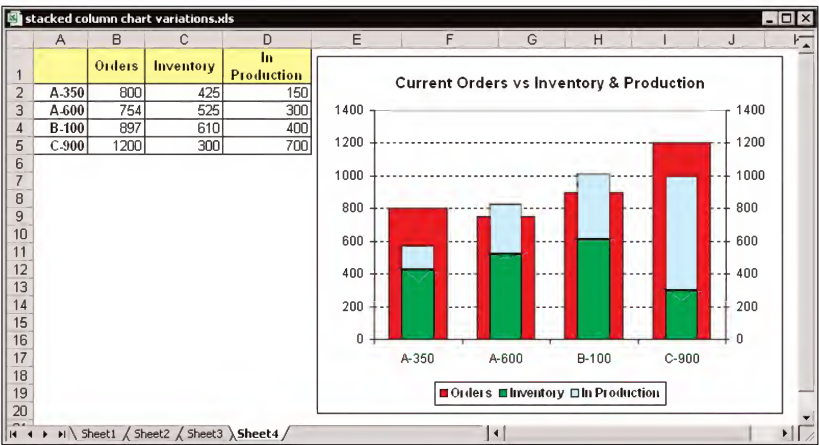 stacked column chart variations.xls
A B C D E F G H I J
Orders Inventory In Production
1
2 A-350 800 425 150
3 A-600 754 525 300
4 B-100 897 610 400
5 C-900 1200 300 700
6
7
8
9
10
11
12
13
14
15
16
17
18
19
20
Current Orders vs Inventory & Production
1400 1400
1200 1200
1000 1000
800 800
600 600
400 400
200 200
0 0
A-350 A-600 B-100 C-900
Orders Inventory In Production
Sheet1 Sheet2 Sheet3 Sheet4